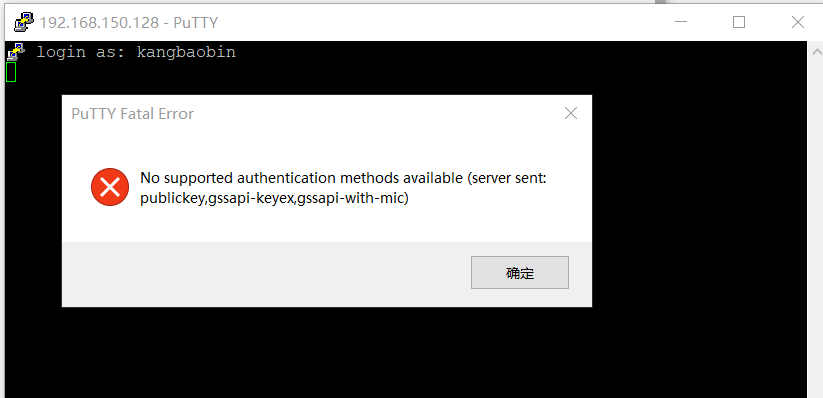 192.168.150.128 - PuTTY
login as: kangbaobin
PuTTY Fatal Error
No supported authentication methods available (server sent:
publickey,gssapi-keyex,gssapi-with-mic)
确定